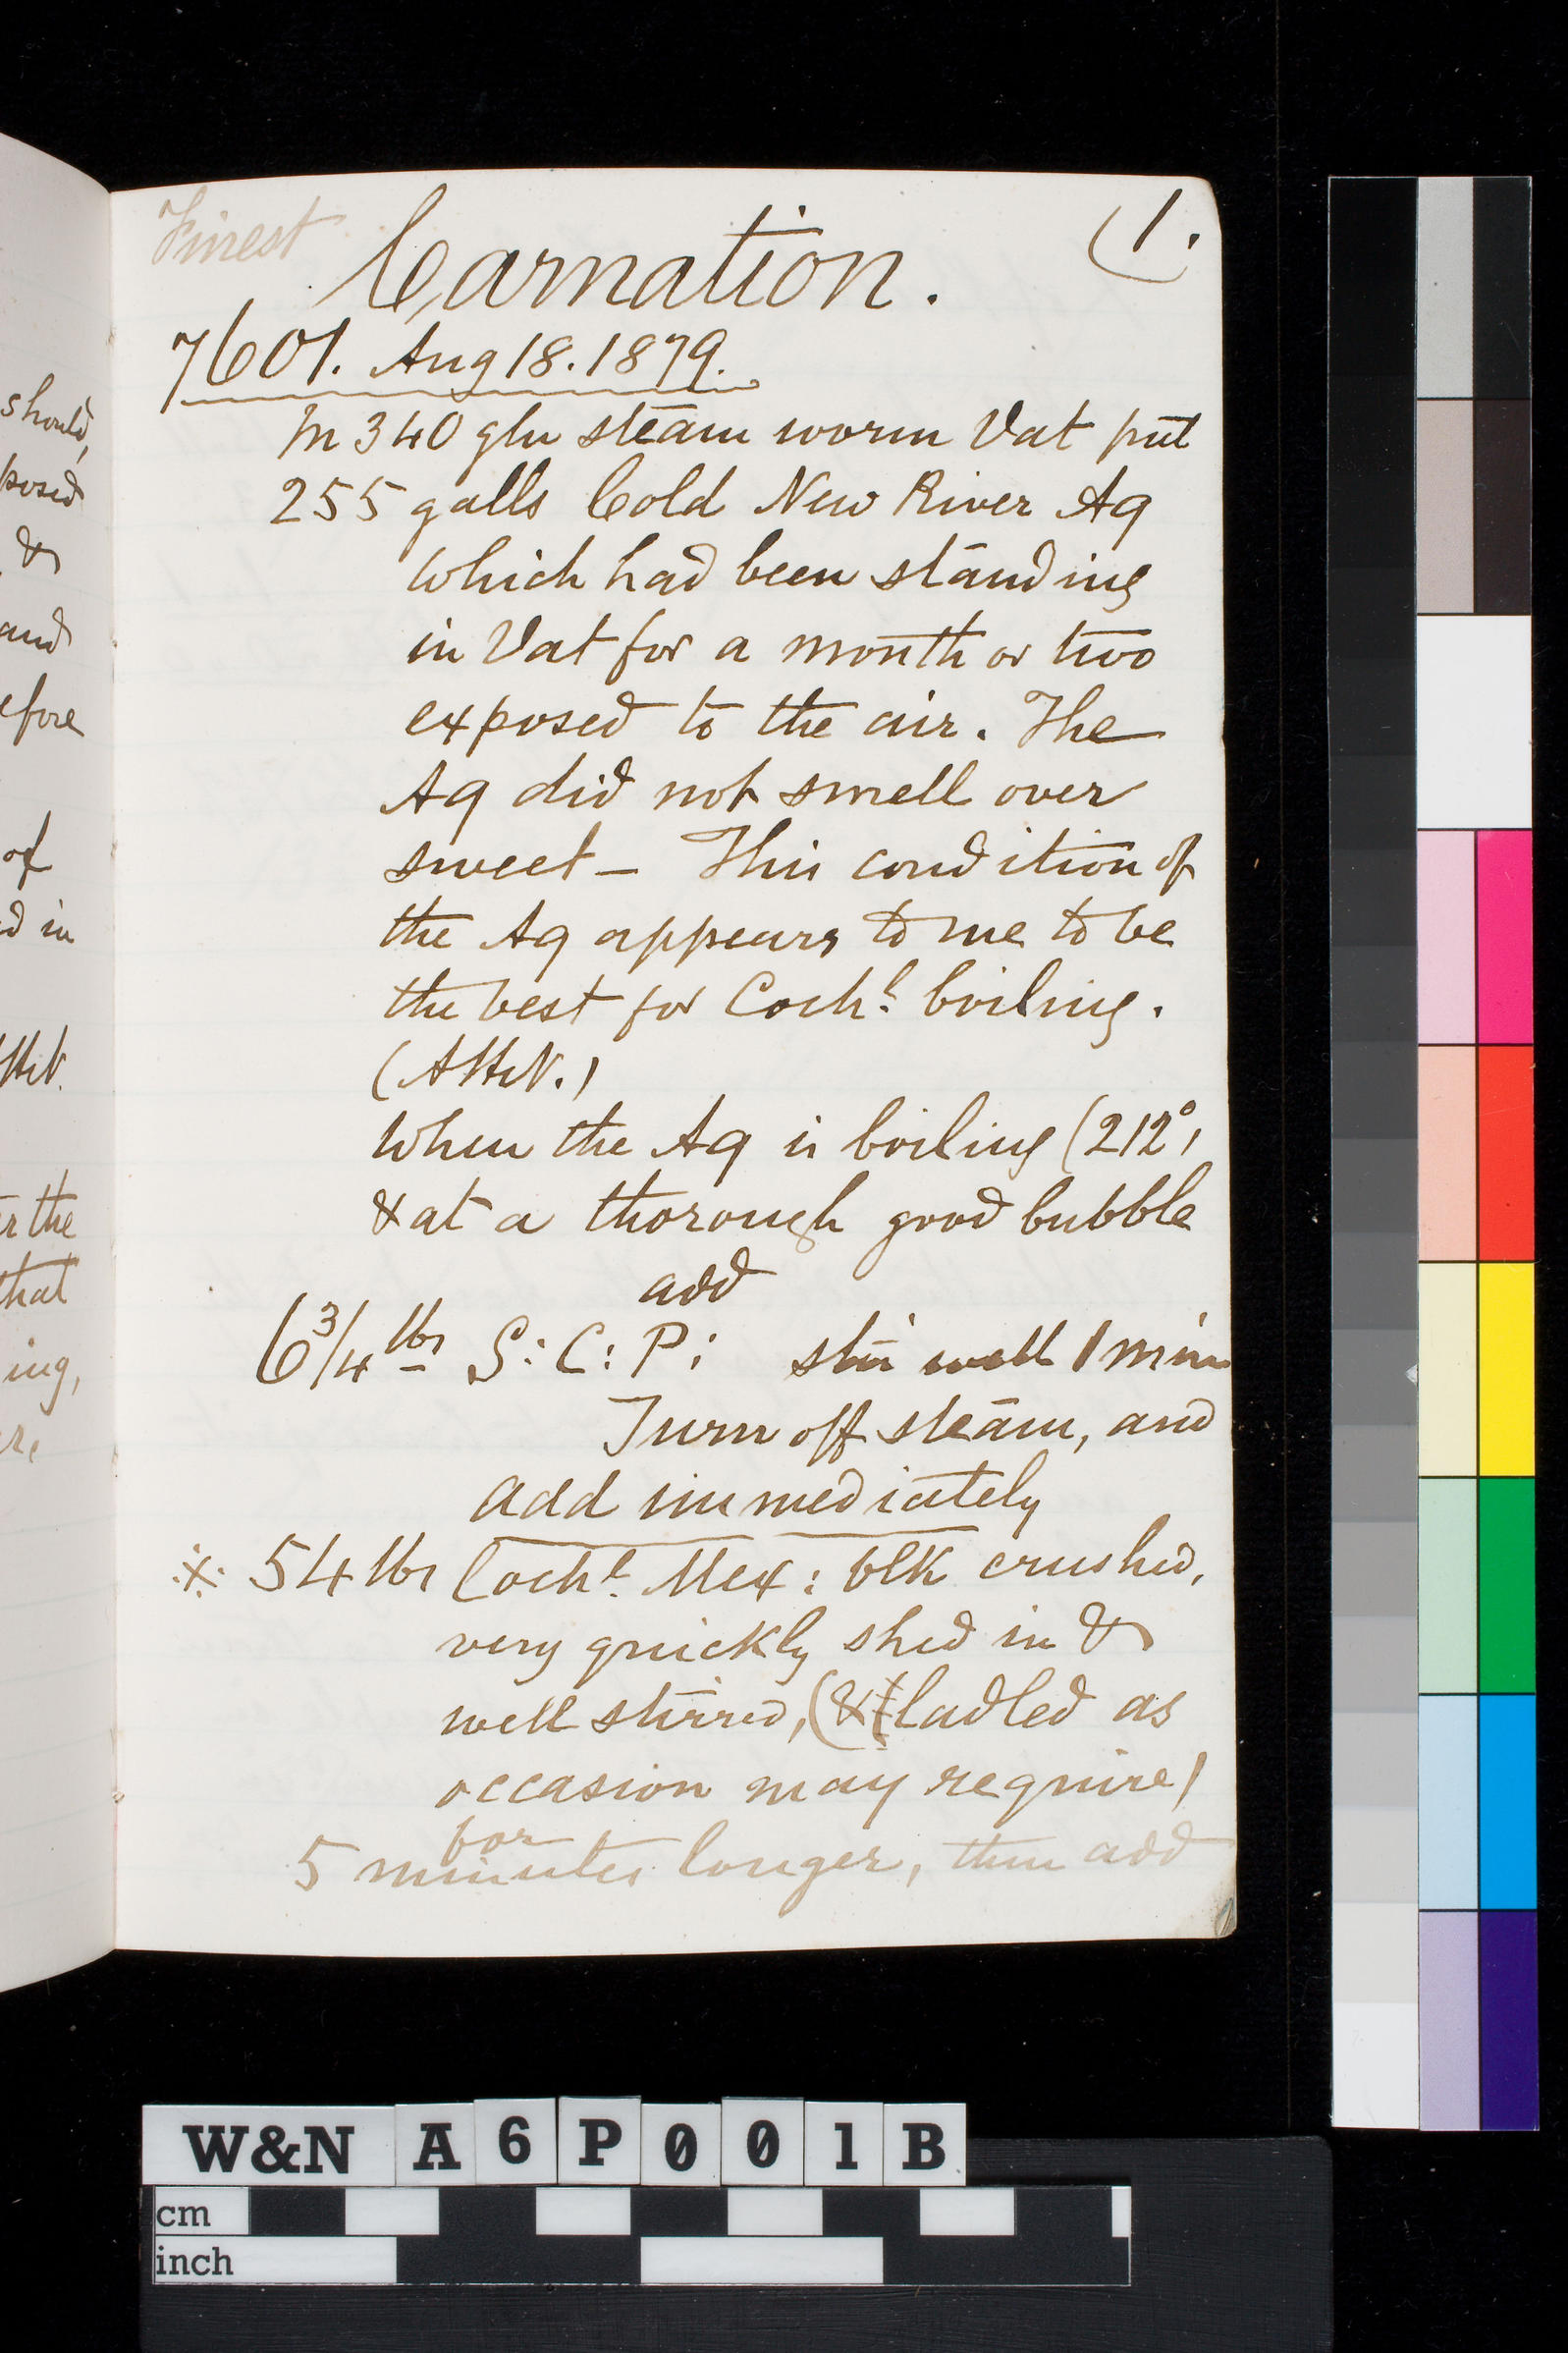 should,
posed
&
and
efore
of
d in
HtN.
r the
that
ing,
re,
Finest
Carnation.
(1.
7601. Aug 18. 1879.
In 340 gln steam worm Vat put
255 galls Cold New River Aq
which had been standing
in Vat for a month or two
exposed to the air. The
Aq did not smell over
sweet – This condition of
the Aq appears to me to be
the best for Cochl. boiling.
(AHN.)
When the Aq is boiling (212°)
& at a thorough good bubble
add
6 3/4 lbs S: C: P: stir well 1 min
Turn off steam, and
add immediately
※ 54 lbs Cochl. Mex: blk crushed,
very quickly shed in &
well stirred, (& (ladled as
occasion may require)
for
5 minutes longer, then add
W&N A 6 P 0 0 1 B
cm
inch